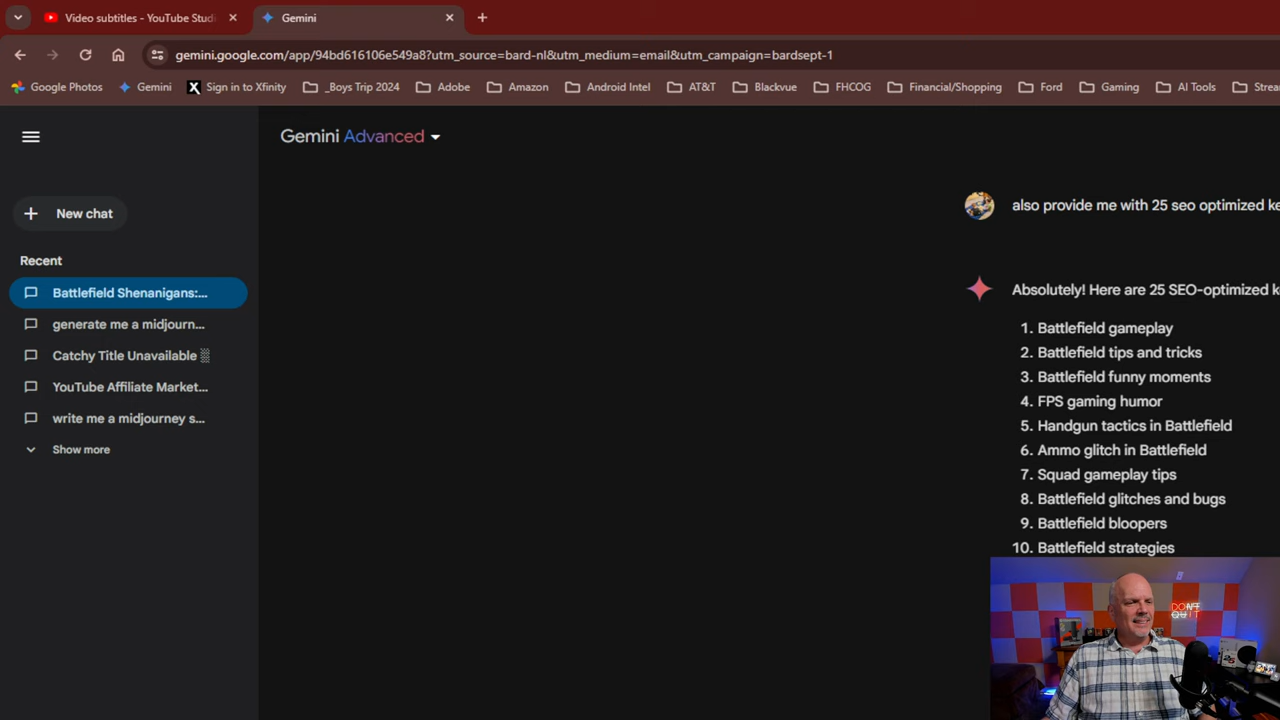 Video subtitles - YouTube Studi
Gemini
gemini.google.com/app/94bd616106e549a8?utm_source=bard-nl&utm_medium=email&utm_campaign=bardsept-1
Google Photos Gemini Sign in to Xfinity _Boys Trip 2024 Adobe Amazon Android Intel AT&T Blackvue FHCOG Financial/Shopping Ford Gaming AI Tools Strea
Gemini Advanced
New chat
Recent
Battlefield Shenanigans:...
generate me a midjourn...
Catchy Title Unavailable
YouTube Affiliate Market...
write me a midjourney s...
Show more
also provide me with 25 seo optimized ke
Absolutely! Here are 25 SEO-optimized k
1. Battlefield gameplay
2. Battlefield tips and tricks
3. Battlefield funny moments
4. FPS gaming humor
5. Handgun tactics in Battlefield
6. Ammo glitch in Battlefield
7. Squad gameplay tips
8. Battlefield glitches and bugs
9. Battlefield bloopers
10. Battlefield strategies
DON'T
QUIT